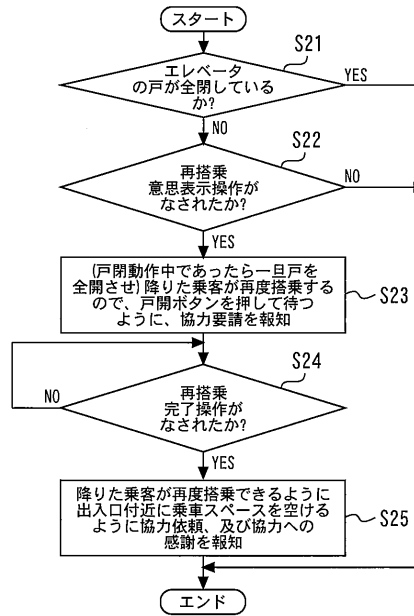 スタート
S21
エレベータ
の戸が全閉しているか?
YES
NO
S22
再搭乗
意思表示操作が
なされたか?
NO
YES
(戸閉動作中であったら一旦戸を
全開させ)降りた乗客が再度搭乗する
ので、戸開ボタンを押して待つ
ように、協力要請を報知
S23
S24
再搭乗
完了操作が
なされたか?
NO
YES
降りた乗客が再度搭乗できるように
出入口付近に乗車スペースを空ける
ように協力依頼、及び協力への
感謝を報知
S25
エンド